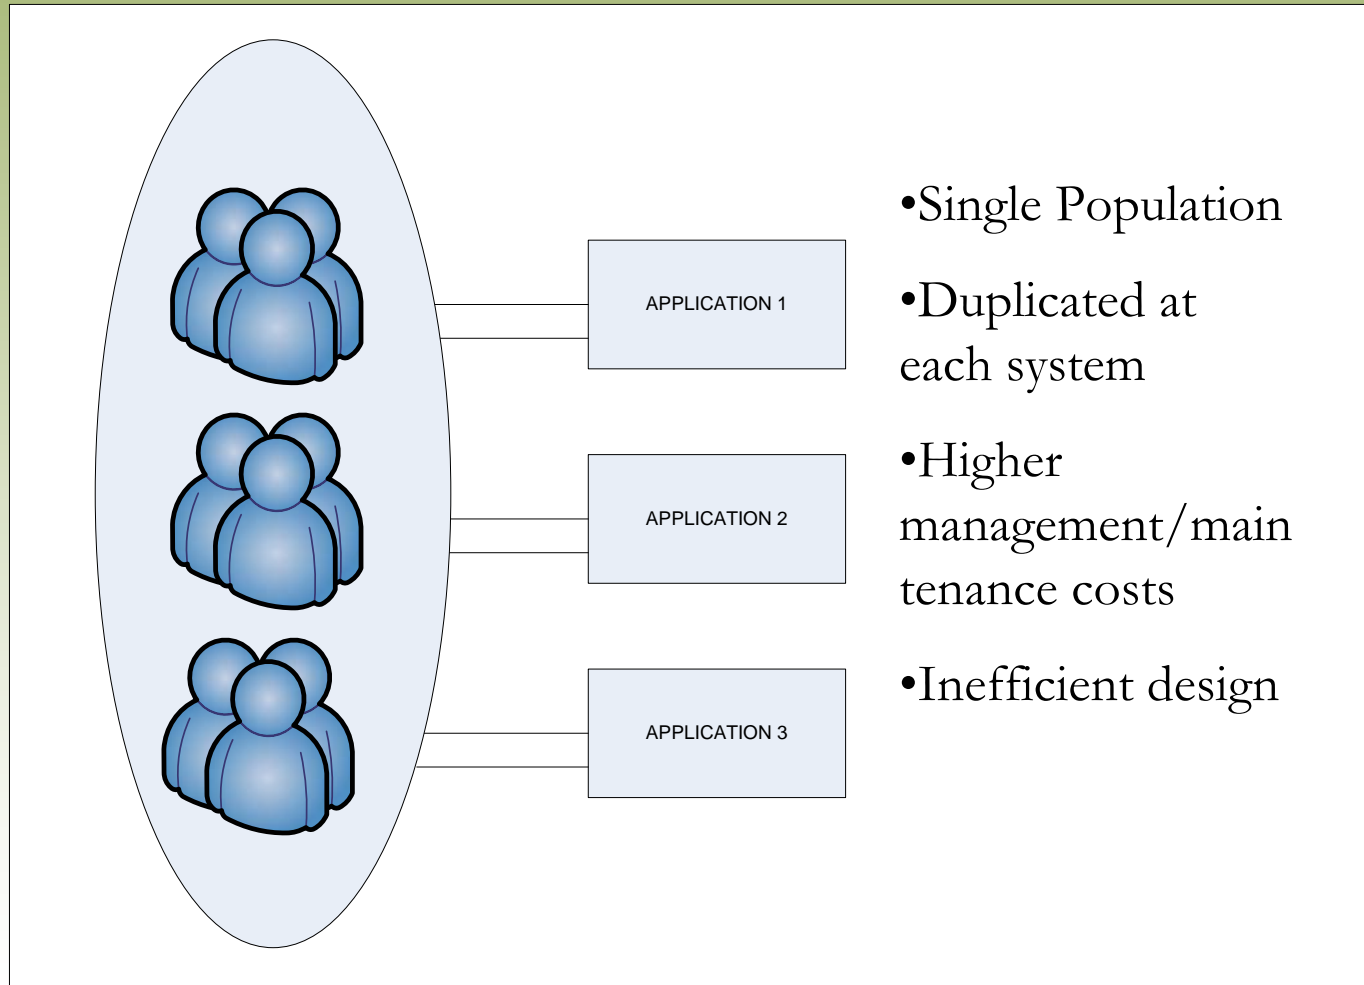 APPLICATION 1
APPLICATION 2
APPLICATION 3
•Single Population
•Duplicated at
each system
•Higher
management/main
tenance costs
•Inefficient design